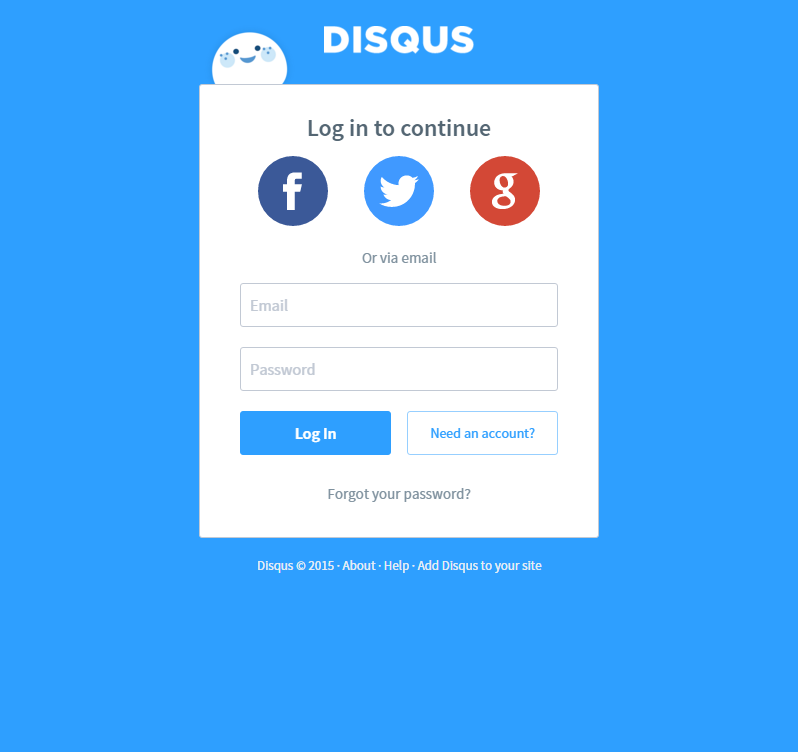 DISQUS
Log in to continue
Or via email
Email
Password
Log In
Need an account?
Forgot your password?
Disqus © 2015 · About · Help · Add Disqus to your site